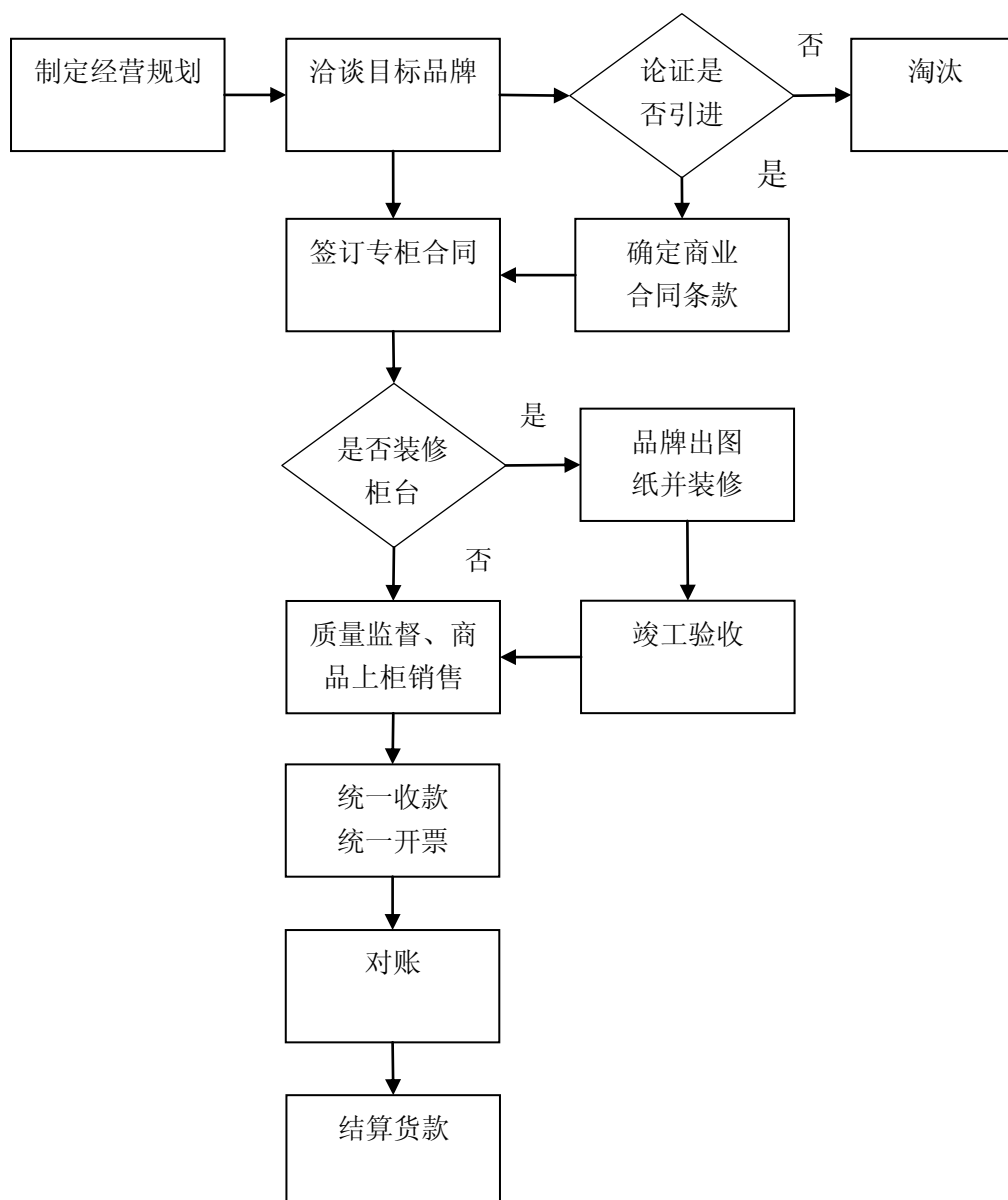 制定经营规划
洽谈目标品牌
论证是
否引进
否
淘汰
是
签订专柜合同
确定商业
合同条款
是否装修
柜台
是
品牌出图
纸并装修
否
质量监督、商
品上柜销售
竣工验收
统一收款
统一开票
对账
结算货款